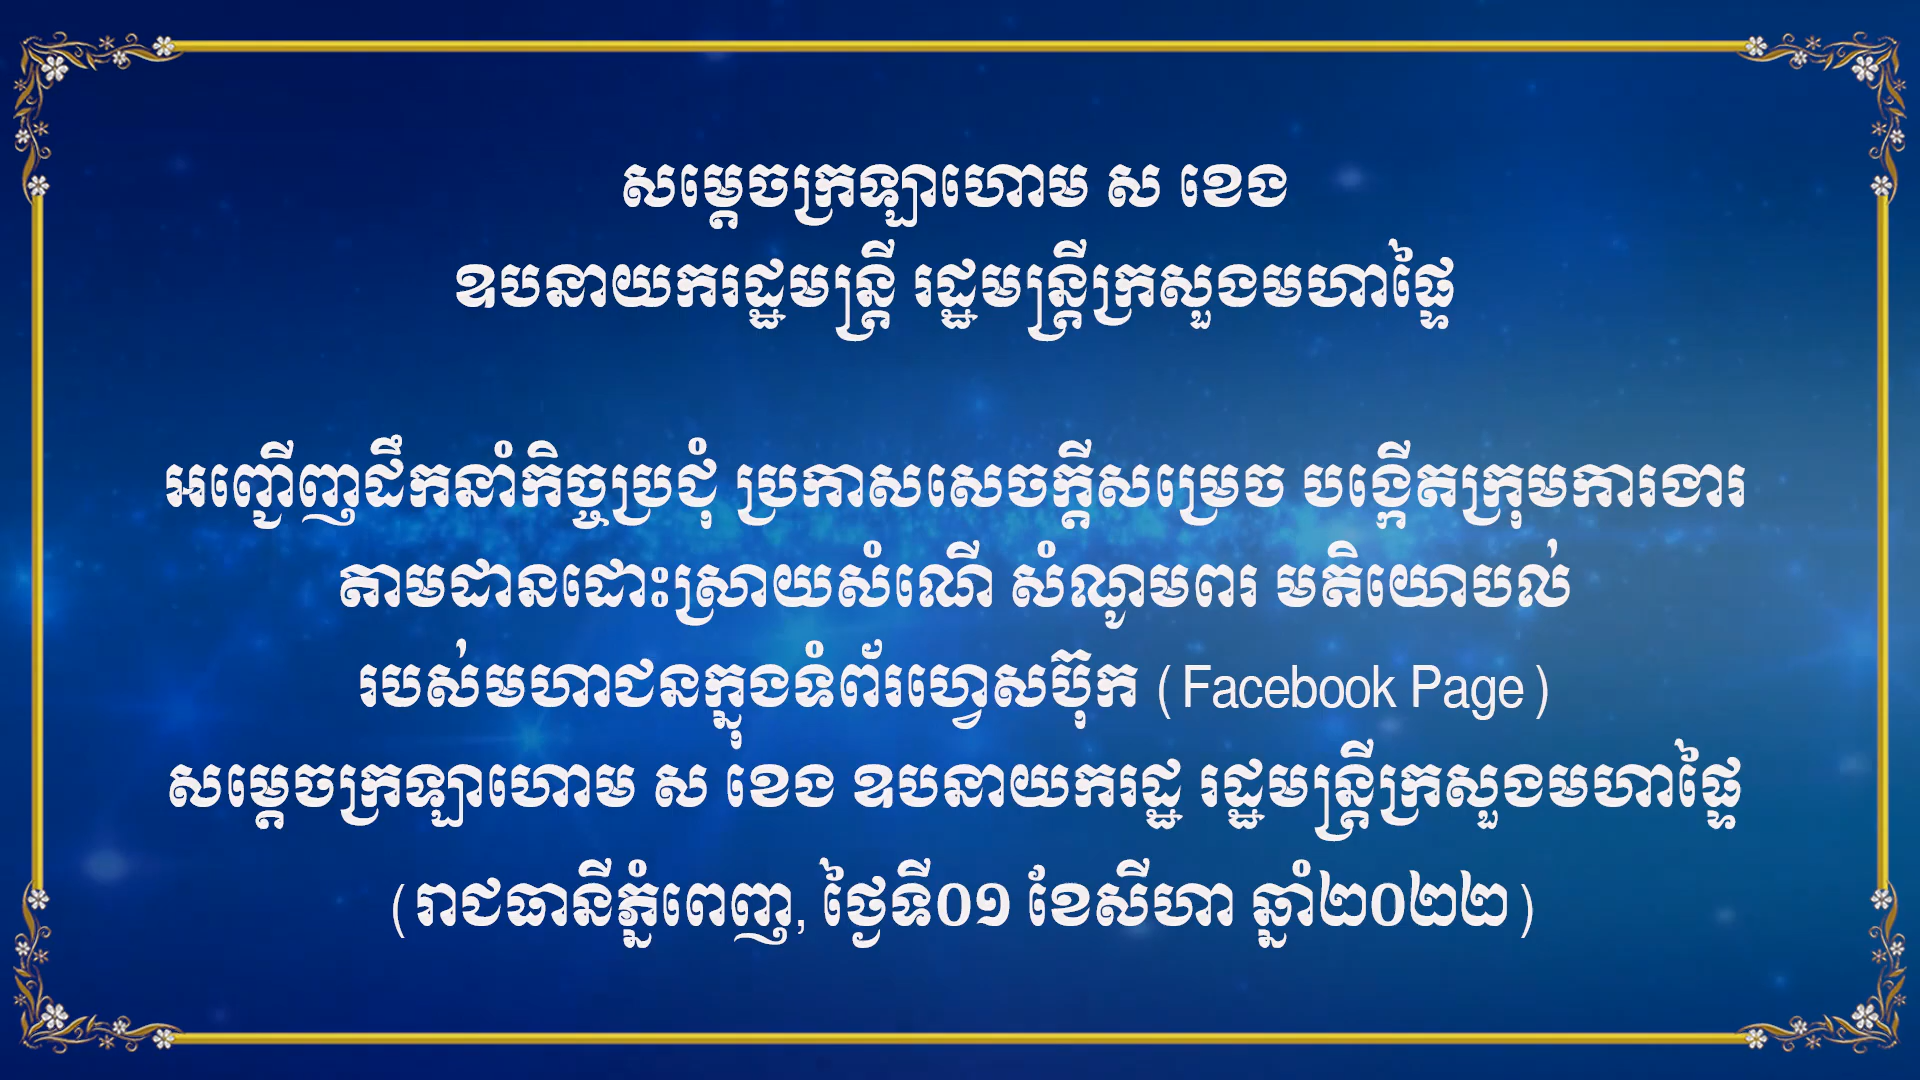 សម្ដេចក្រឡាហោម ស ខេង
ឧបនាយករដ្ឋមន្ត្រី រដ្ឋមន្ត្រីក្រសួងមហាផ្ទៃ
អញ្ជើញដឹកនាំកិច្ចប្រជុំ ប្រកាសសេចក្ដីសម្រេច បង្កើតក្រុមការងារ
តាមដានដោះស្រាយសំណើ សំណូមពរ មតិយោបល់
របស់មហាជនក្នុងទំព័រហ្វេសប៊ុក (Facebook Page)
សម្ដេចក្រឡាហោម ស ខេង ឧបនាយករដ្ឋ រដ្ឋមន្ត្រីក្រសួងមហាផ្ទៃ
(រាជធានីភ្នំពេញ, ថ្ងៃទី០១ ខែសីហា ឆ្នាំ២០២២)